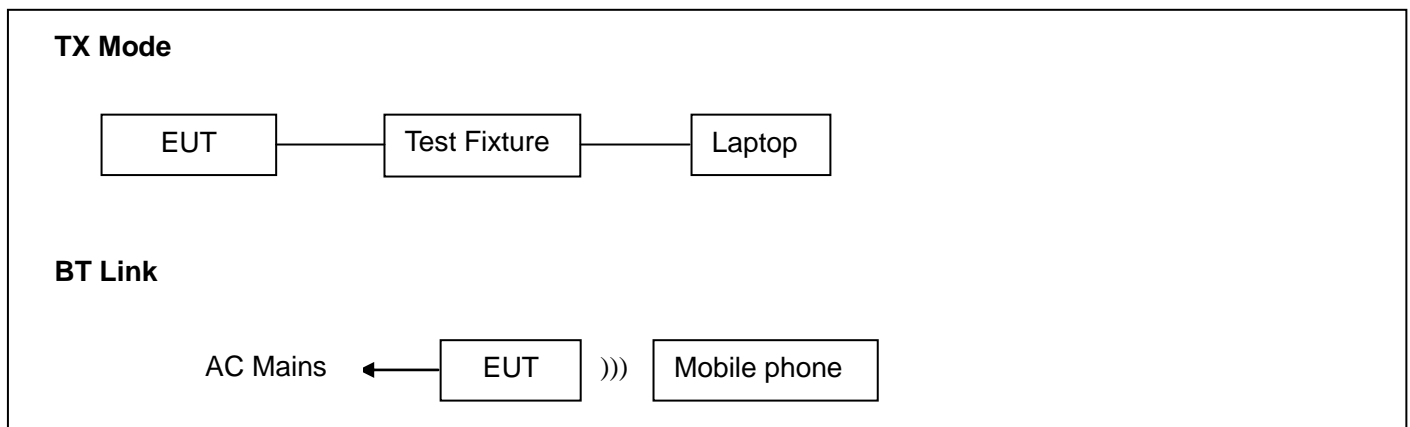 TX Mode
EUT Test Fixture Laptop
BT Link
AC Mains EUT ))) Mobile phone